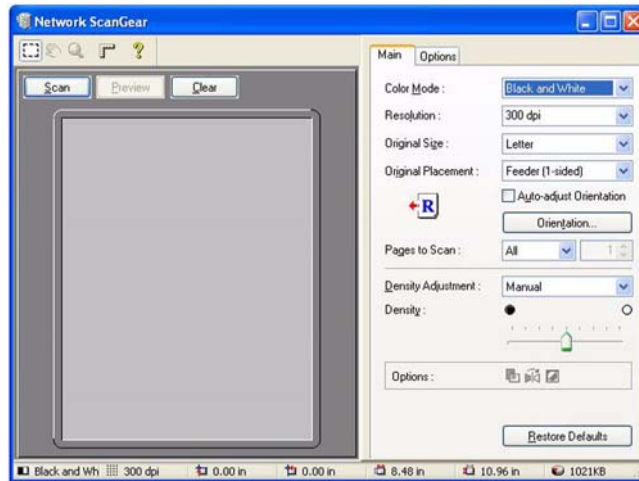 Network ScanGear
?
Main Options
Scan Preview Clear
Color Mode : Black and White
Resolution : 300 dpi
Original Size : Letter
Original Placement : Feeder (1-sided)
Auto-adjust Orientation
R
Orientation...
Pages to Scan : All 1
Density Adjustment : Manual
Density :
Options :
Restore Defaults
Black and Wh 300 dpi 0.00 in 0.00 in 8.48 in 10.96 in 1021KB